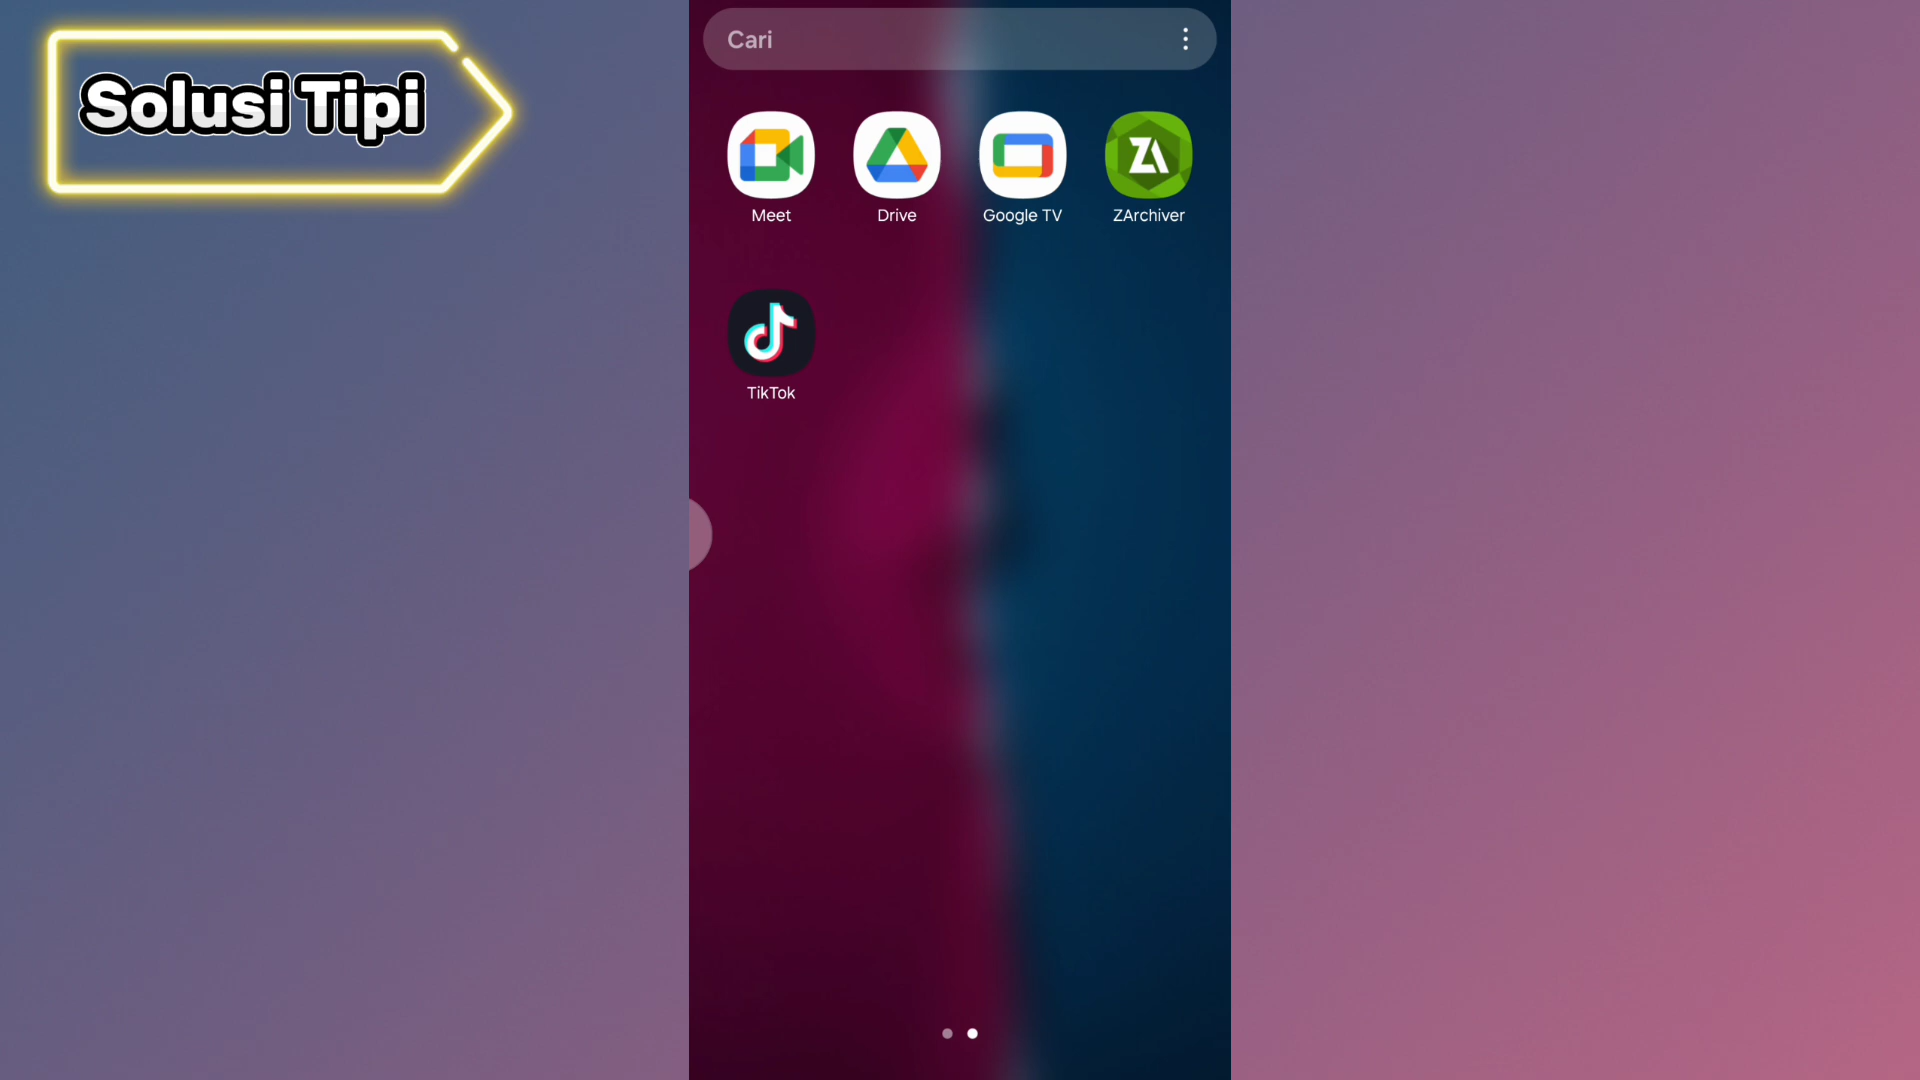 Solusi Tipi
Cari
Meet
Drive
Google TV
ZArchiver
TikTok